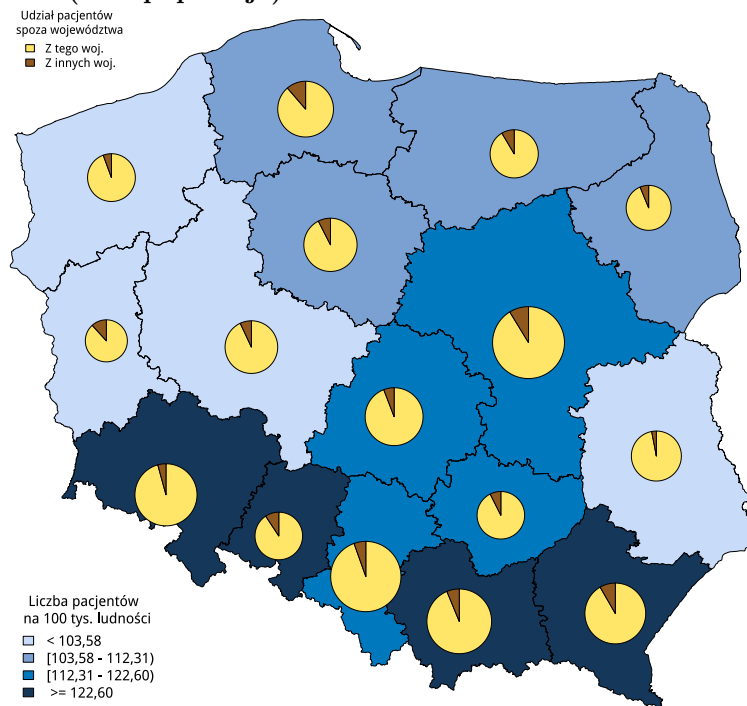 Udział pacjentów
spoza województwa
Z tego woj.
Z innych woj.
Liczba pacjentów
na 100 tys. ludności
< 103,58
[103,58 - 112,31)
[112,31 - 122,60)
>= 122,60